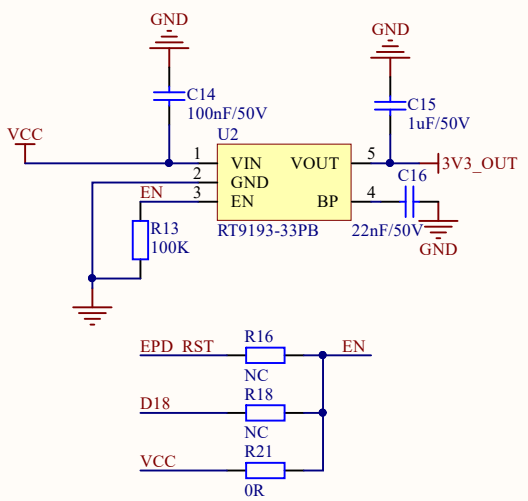 GND
GND
C14
100nF/50V
C15
1uF/50V
VCC
U2
1
VIN
VOUT
5
3V3_OUT
2
GND
C16
EN
3
EN
BP
4
R13
100K
RT9193-33PB
22nF/50V
GND
R16
EPD_RST
EN
NC
R18
D18
NC
R21
VCC
0R